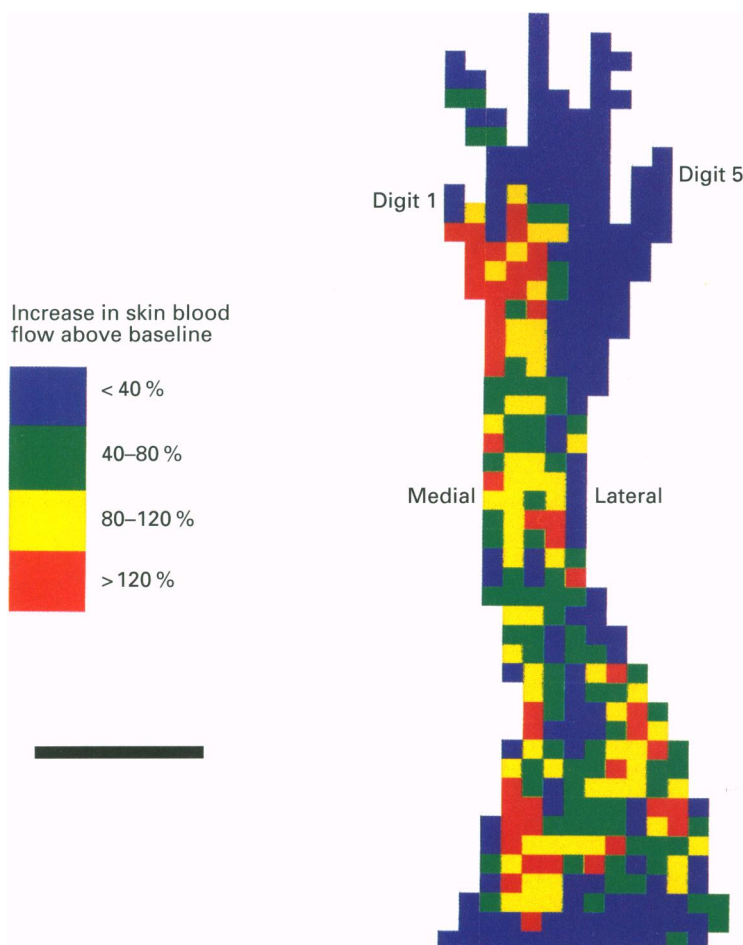 Digit 5
Digit 1
Increase in skin blood
flow above baseline
< 40 %
40–80 %
Medial
Lateral
80–120 %
> 120 %